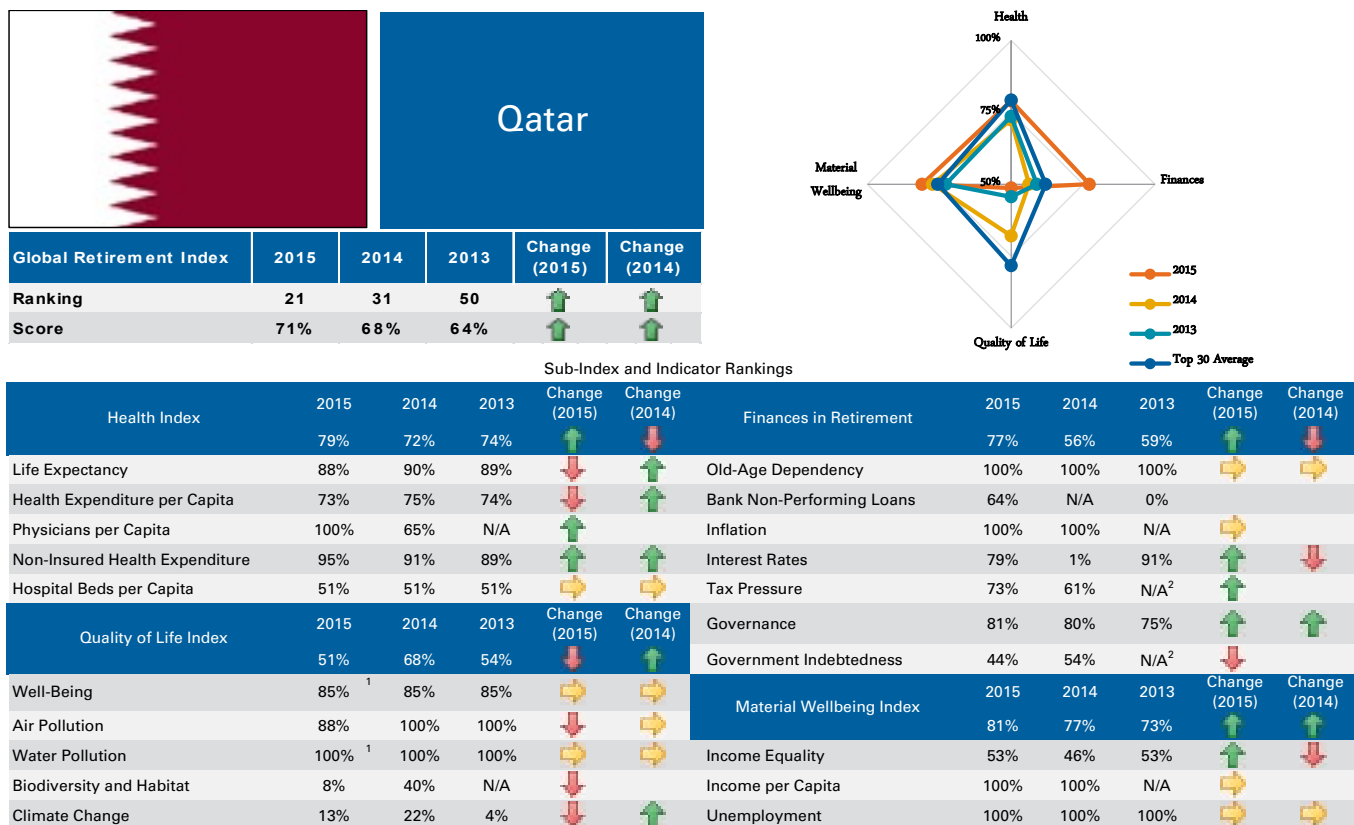 Qatar
Global Retirement Index 2015 2014 2013 Change (2015) Change (2014)
Ranking 21 31 50
Score 71% 68% 64%
Health
100%
75%
50%
Material
Wellbeing
Finances
Quality of Life
2015
2014
2013
Top 30 Average
Sub-Index and Indicator Rankings
Health Index 2015 2014 2013 Change (2015) Change (2014)
79% 72% 74%
Life Expectancy 88% 90% 89%
Health Expenditure per Capita 73% 75% 74%
Physicians per Capita 100% 65% N/A
Non-Insured Health Expenditure 95% 91% 89%
Hospital Beds per Capita 51% 51% 51%
Quality of Life Index 2015 2014 2013 Change (2015) Change (2014)
51% 68% 54%
Well-Being 85% 1 85% 85%
Air Pollution 88% 100% 100%
Water Pollution 100% 1 100% 100%
Biodiversity and Habitat 8% 40% N/A
Climate Change 13% 22% 4%
Finances in Retirement 2015 2014 2013 Change (2015) Change (2014)
77% 56% 59%
Old-Age Dependency 100% 100% 100%
Bank Non-Performing Loans 64% N/A 0%
Inflation 100% 100% N/A
Interest Rates 79% 1% 91%
Tax Pressure 73% 61% N/A2
Governance 81% 80% 75%
Government Indebtedness 44% 54% N/A2
Material Wellbeing Index 2015 2014 2013 Change (2015) Change (2014)
81% 77% 73%
Income Equality 53% 46% 53%
Income per Capita 100% 100% N/A
Unemployment 100% 100% 100%